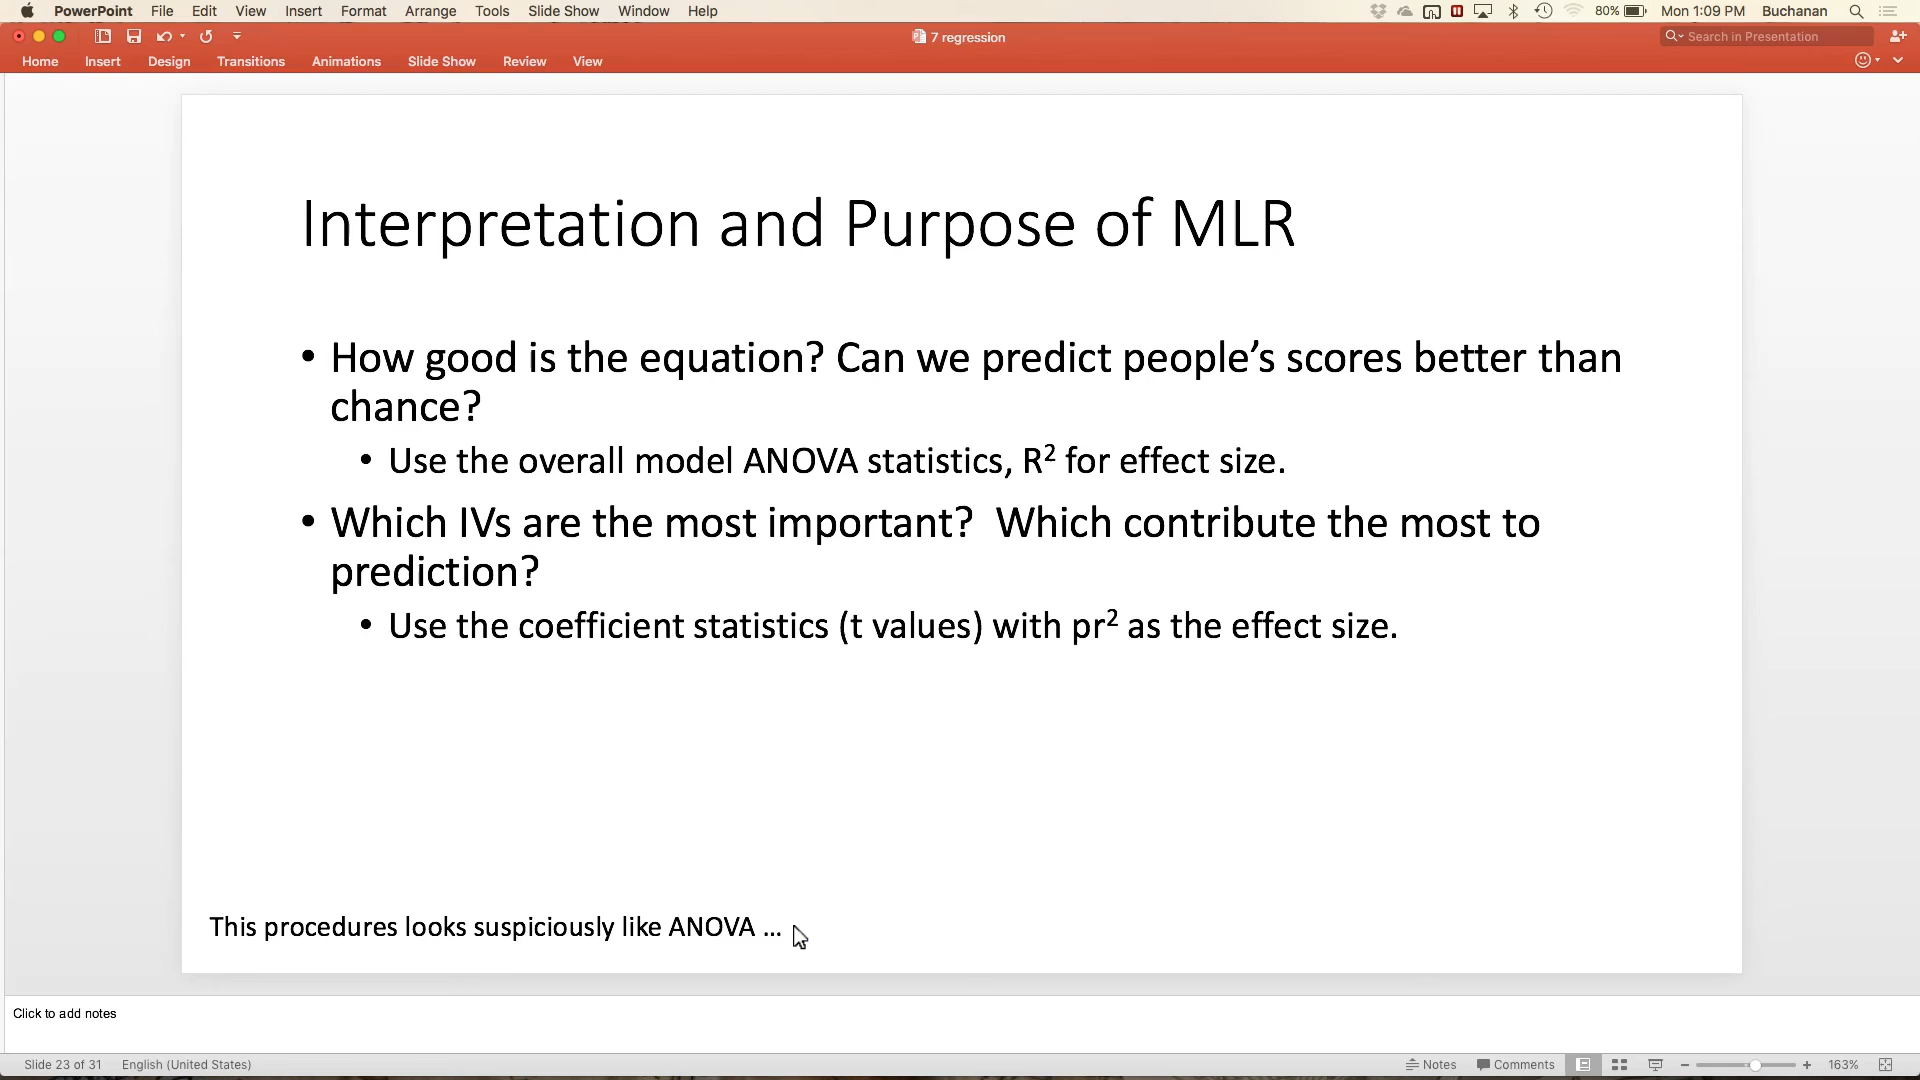 PowerPoint File Edit View Insert Format Arrange Tools Slide Show Window Help 80% Mon 1:09 PM Buchanan
7 regression Search in Presentation
Home Insert Design Transitions Animations Slide Show Review View
Interpretation and Purpose of MLR
• How good is the equation? Can we predict people’s scores better than
chance?
• Use the overall model ANOVA statistics, R² for effect size.
• Which IVs are the most important?  Which contribute the most to
prediction?
• Use the coefficient statistics (t values) with pr² as the effect size.
This procedures looks suspiciously like ANOVA ...
Click to add notes
Slide 23 of 31 English (United States) Notes Comments 163%